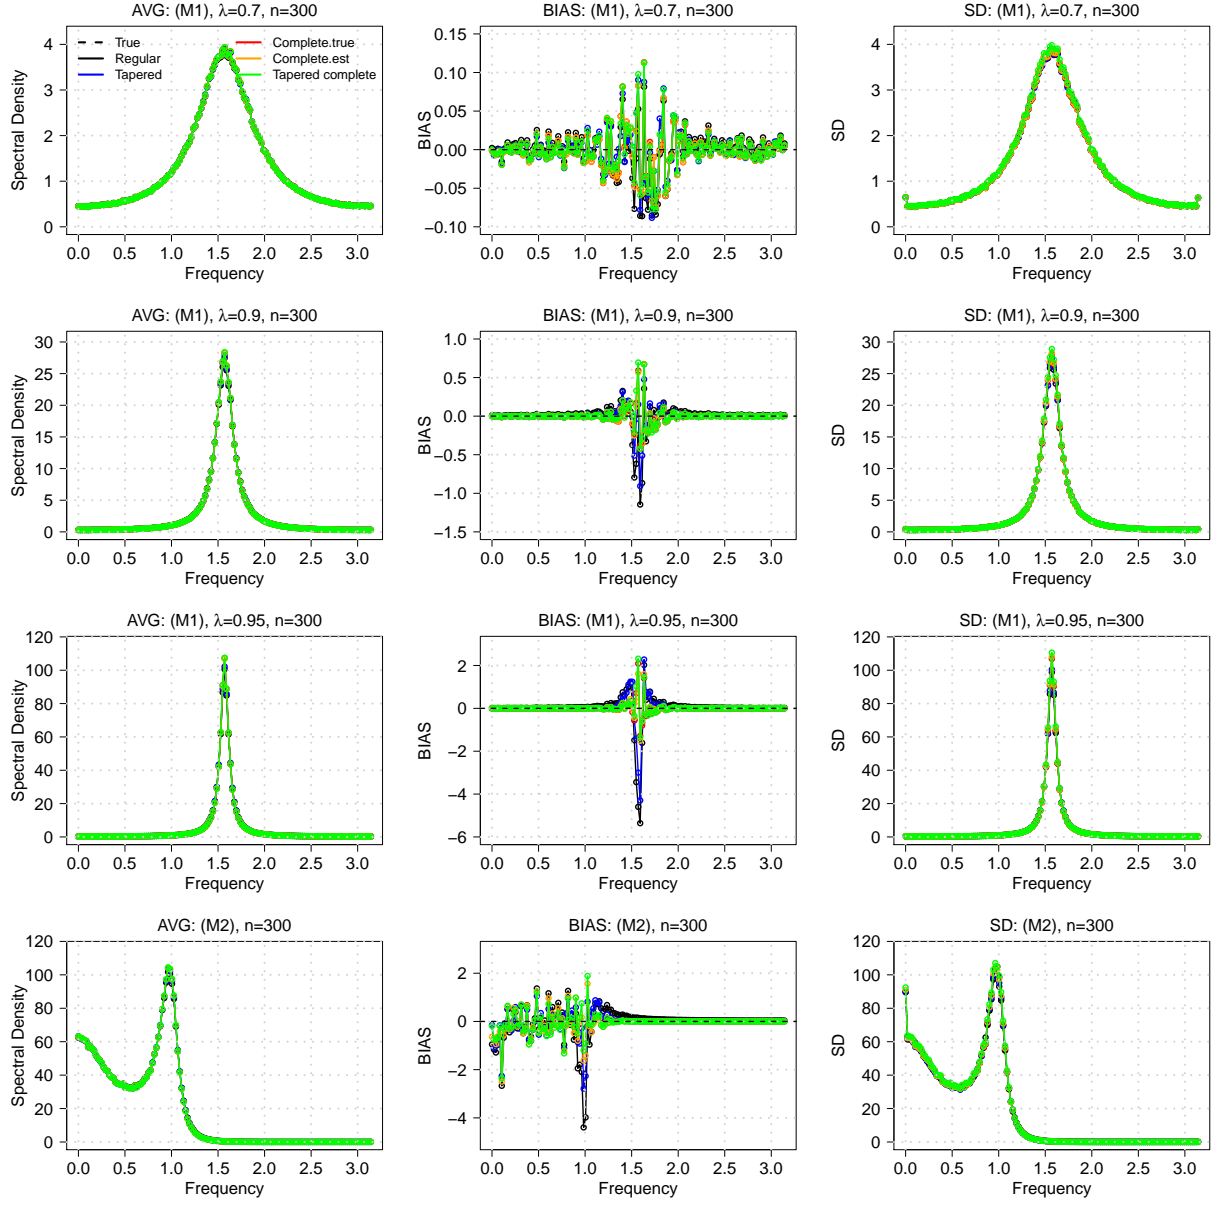 AVG: (M1), λ=0.7, n=300
Spectral Density
4
3
2
1
0
True
Regular
Tapered
Complete.true
Complete.est
Tapered complete
0.0 0.5 1.0 1.5 2.0 2.5 3.0
Frequency
BIAS: (M1), λ=0.7, n=300
BIAS
0.15
0.10
0.05
0.00
−0.05
−0.10
0.0 0.5 1.0 1.5 2.0 2.5 3.0
Frequency
SD: (M1), λ=0.7, n=300
SD
4
3
2
1
0
0.0 0.5 1.0 1.5 2.0 2.5 3.0
Frequency
AVG: (M1), λ=0.9, n=300
Spectral Density
30
25
20
15
10
5
0
0.0 0.5 1.0 1.5 2.0 2.5 3.0
Frequency
BIAS: (M1), λ=0.9, n=300
BIAS
1.0
0.5
0.0
−0.5
−1.0
−1.5
0.0 0.5 1.0 1.5 2.0 2.5 3.0
Frequency
SD: (M1), λ=0.9, n=300
SD
30
25
20
15
10
5
0
0.0 0.5 1.0 1.5 2.0 2.5 3.0
Frequency
AVG: (M1), λ=0.95, n=300
Spectral Density
120
100
80
60
40
20
0
0.0 0.5 1.0 1.5 2.0 2.5 3.0
Frequency
BIAS: (M1), λ=0.95, n=300
BIAS
2
0
−2
−4
−6
0.0 0.5 1.0 1.5 2.0 2.5 3.0
Frequency
SD: (M1), λ=0.95, n=300
SD
120
100
80
60
40
20
0
0.0 0.5 1.0 1.5 2.0 2.5 3.0
Frequency
AVG: (M2), n=300
Spectral Density
120
100
80
60
40
20
0
0.0 0.5 1.0 1.5 2.0 2.5 3.0
Frequency
BIAS: (M2), n=300
BIAS
2
0
−2
−4
0.0 0.5 1.0 1.5 2.0 2.5 3.0
Frequency
SD: (M2), n=300
SD
120
100
80
60
40
20
0
0.0 0.5 1.0 1.5 2.0 2.5 3.0
Frequency